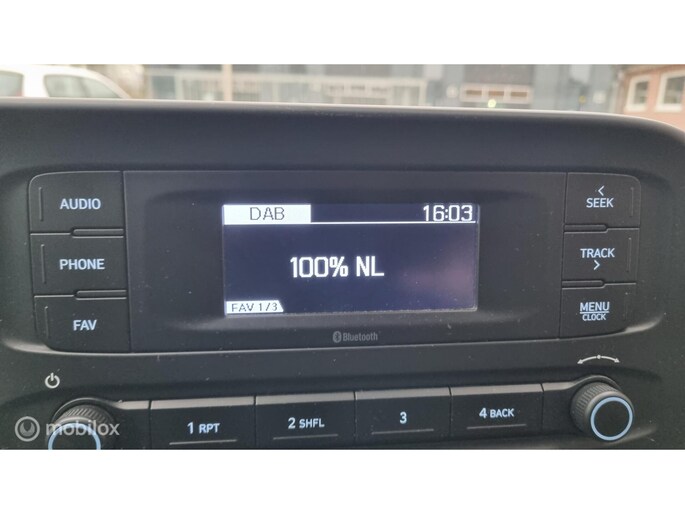 AUDIO
PHONE
FAV
DAB 16:03
100% NL
FAV 1/3
Bluetooth
< SEEK
TRACK >
MENU
CLOCK
1 RPT
2 SHFL
3
4 BACK
mobilox